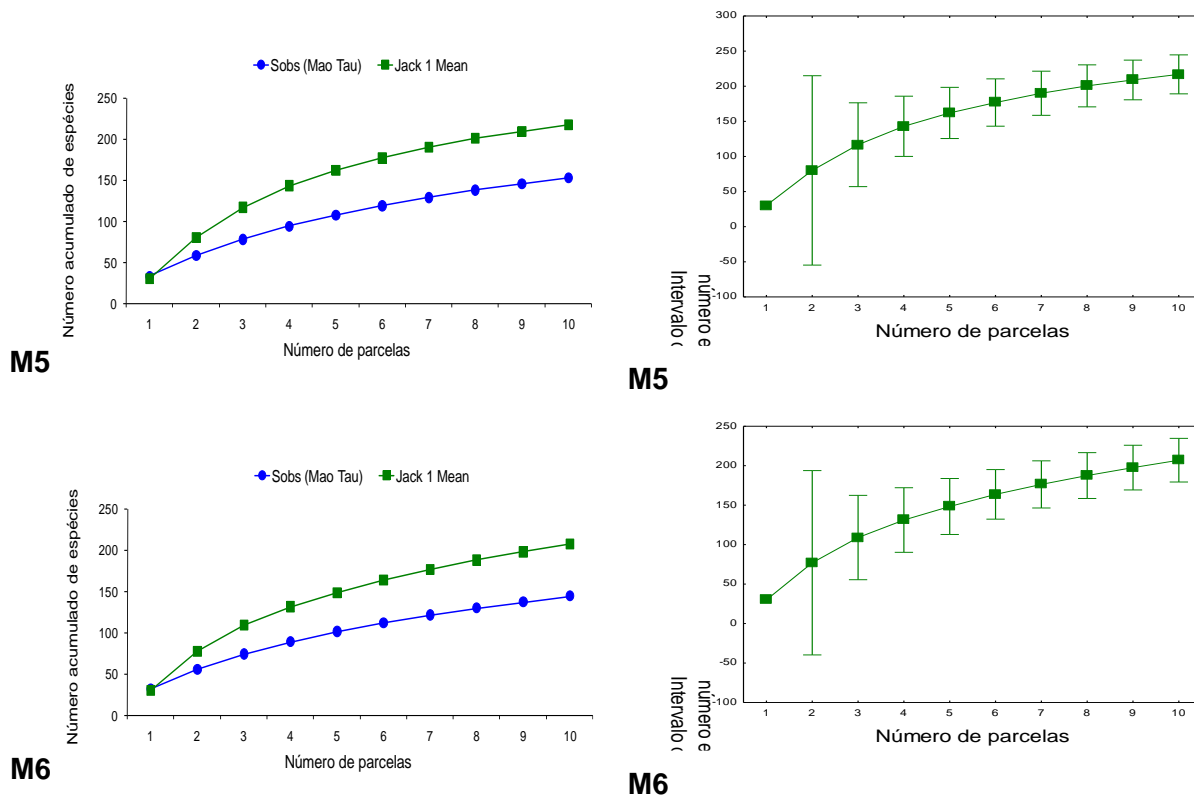 Sobs (Mao Tau) Jack 1 Mean
Número acumulado de espécies
250
200
150
100
50
0
1 2 3 4 5 6 7 8 9 10
Número de parcelas
M5
300
250
200
150
100
50
0
-50
-100
Intervalo
número e
1 2 3 4 5 6 7 8 9 10
Número de parcelas
M5
Sobs (Mao Tau) Jack 1 Mean
Número acumulado de espécies
250
200
150
100
50
0
1 2 3 4 5 6 7 8 9 10
Número de parcelas
M6
250
200
150
100
50
0
-50
-100
Intervalo
número e
1 2 3 4 5 6 7 8 9 10
Número de parcelas
M6